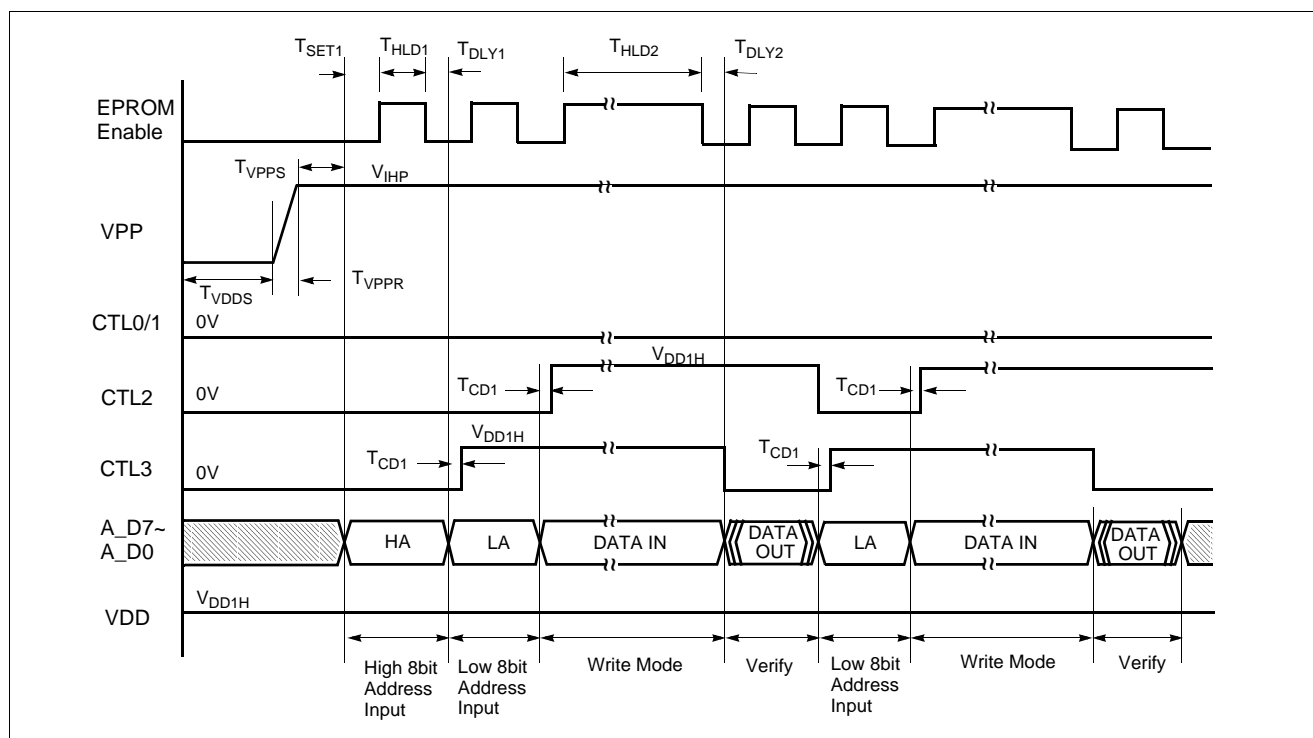 TSET1 THLD1 TDLY1 THLD2 TDLY2
EPROM
Enable
TVPPS VIHP
VPP
TVDDS TVPPR
CTL0/1 0V
VDD1H
CTL2 0V TCD1 TCD1
VDD1H
CTL3 0V TCD1 TCD1
A_D7~
A_D0
HA LA DATA IN DATA
OUT LA DATA IN DATA
OUT
VDD1H
VDD
High 8bit
Address
Input
Low 8bit
Address
Input
Write Mode
Verify
Low 8bit
Address
Input
Write Mode
Verify